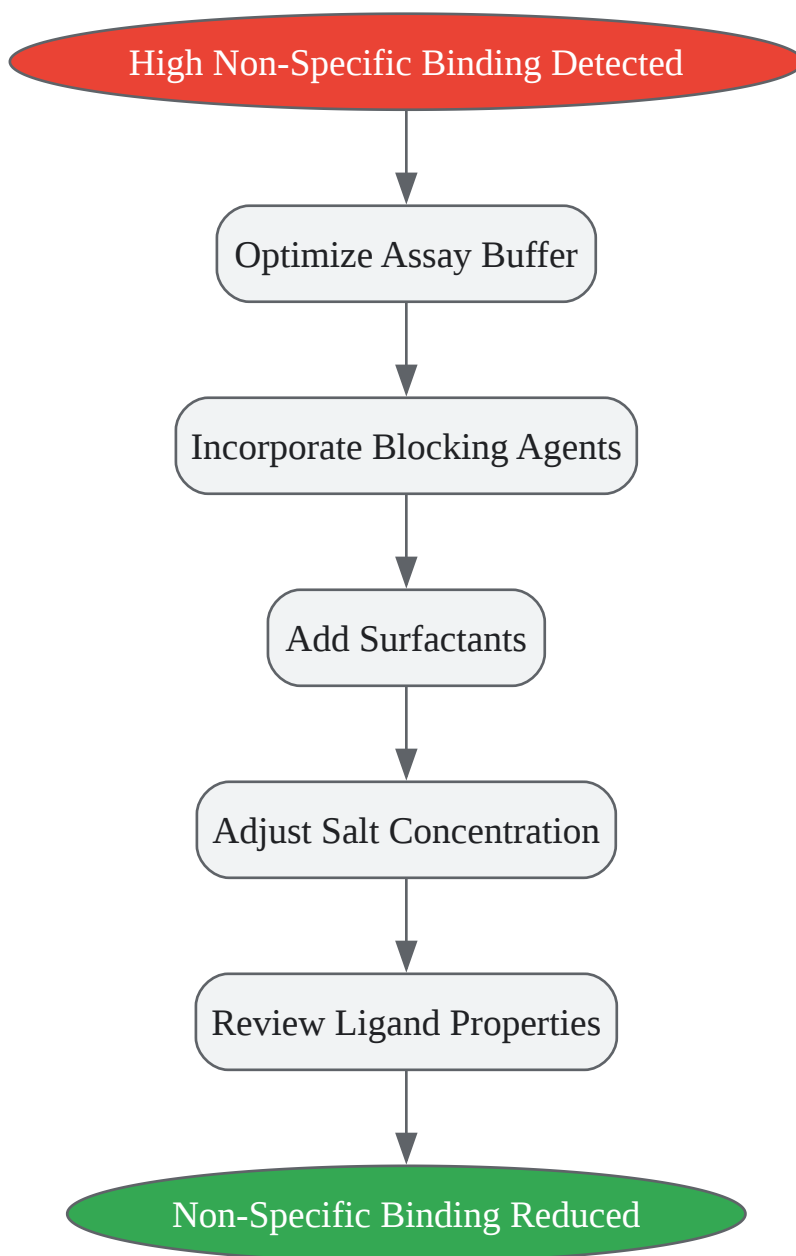 High Non-Specific Binding Detected
Optimize Assay Buffer
Incorporate Blocking Agents
Add Surfactants
Adjust Salt Concentration
Review Ligand Properties
Non-Specific Binding Reduced